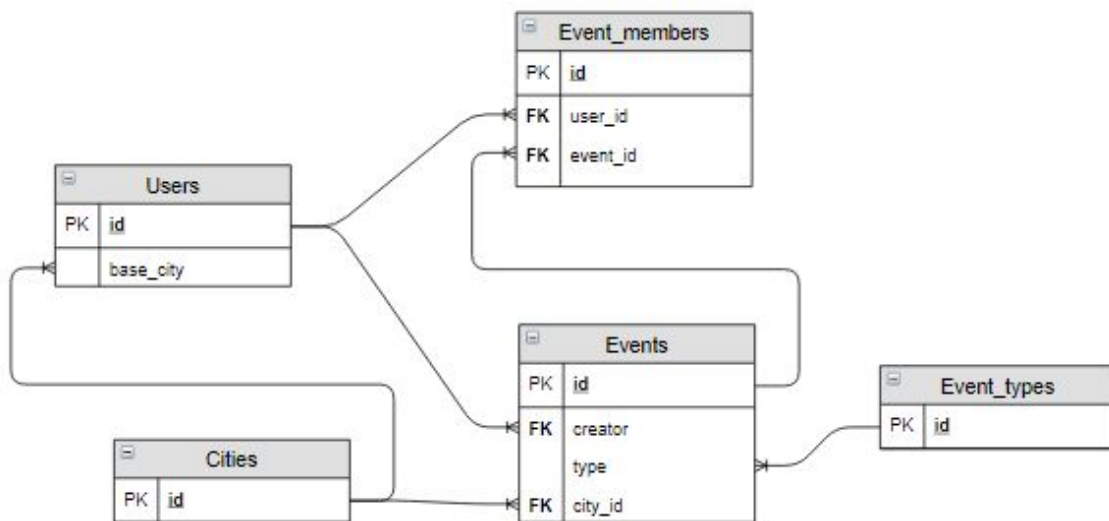 Event_members
PK id
FK user_id
FK event_id
Users
PK id
base_city
Events
PK id
FK creator
type
FK city_id
Event_types
PK id
Cities
PK id